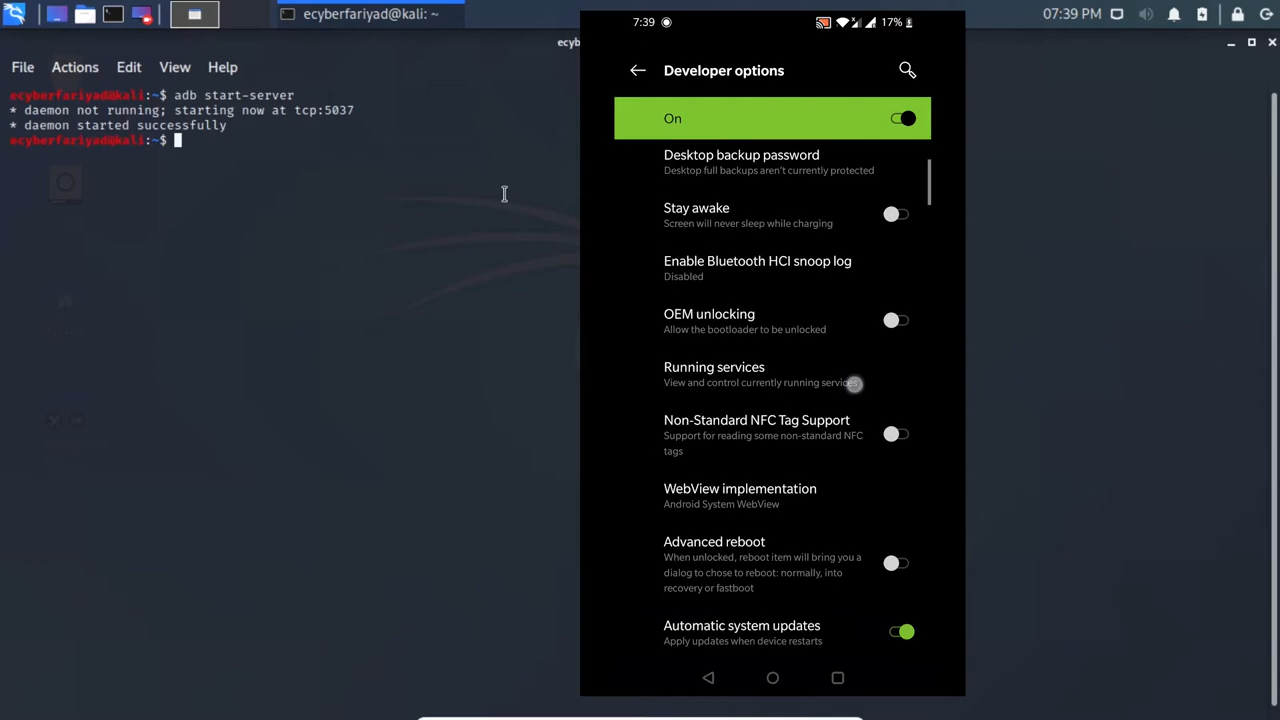 ecyberfariyad@kali: ~
07:39 PM
ecyb
File Actions Edit View Help
ecyberfariyad@kali:~$ adb start-server
* daemon not running; starting now at tcp:5037
* daemon started successfully
ecyberfariyad@kali:~$
7:39
17%
Developer options
On
Desktop backup password
Desktop full backups aren't currently protected
Stay awake
Screen will never sleep while charging
Enable Bluetooth HCI snoop log
Disabled
OEM unlocking
Allow the bootloader to be unlocked
Running services
View and control currently running services
Non-Standard NFC Tag Support
Support for reading some non-standard NFC
tags
WebView implementation
Android System WebView
Advanced reboot
When unlocked, reboot item will bring you a
dialog to chose to reboot: normally, into
recovery or fastboot
Automatic system updates
Apply updates when device restarts